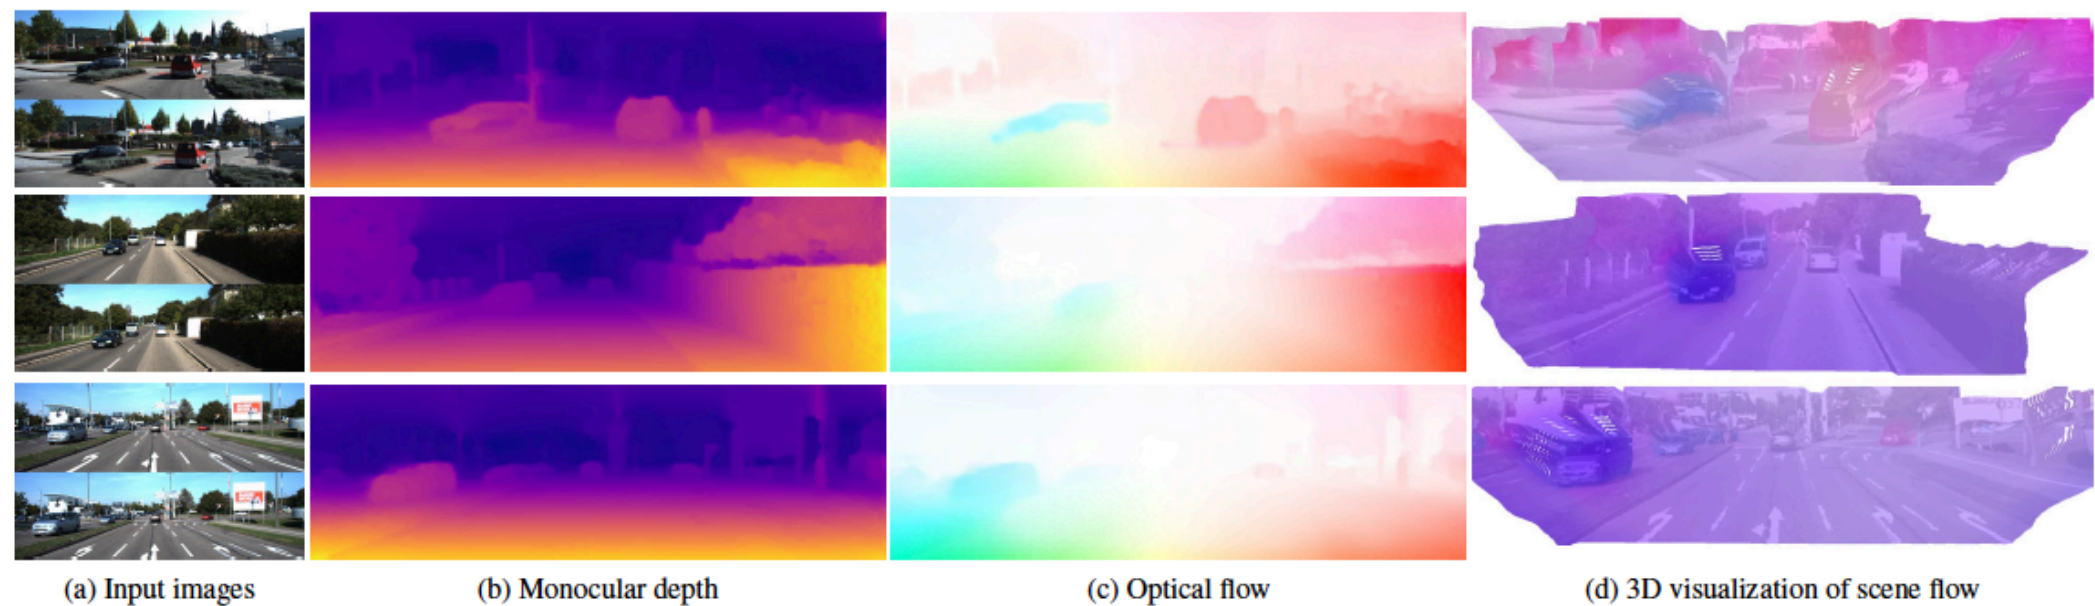 (a) Input images
(b) Monocular depth
(c) Optical flow
(d) 3D visualization of scene flow